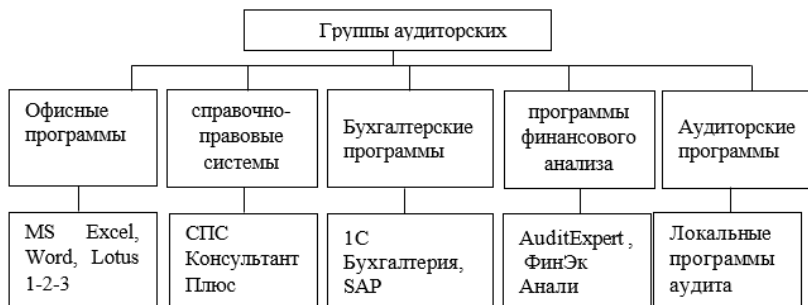 Группы аудиторских
Офисные
программы
справочно-
правовые
системы
Бухгалтерские
программы
программы
финансового
анализа
Аудиторские
программы
MS Excel,
Word, Lotus
1-2-3
СПС
Консультант
Плюс
1С
Бухгалтерия,
SAP
AuditExpert ,
ФинЭк
Анали
Локальные
программы
аудита